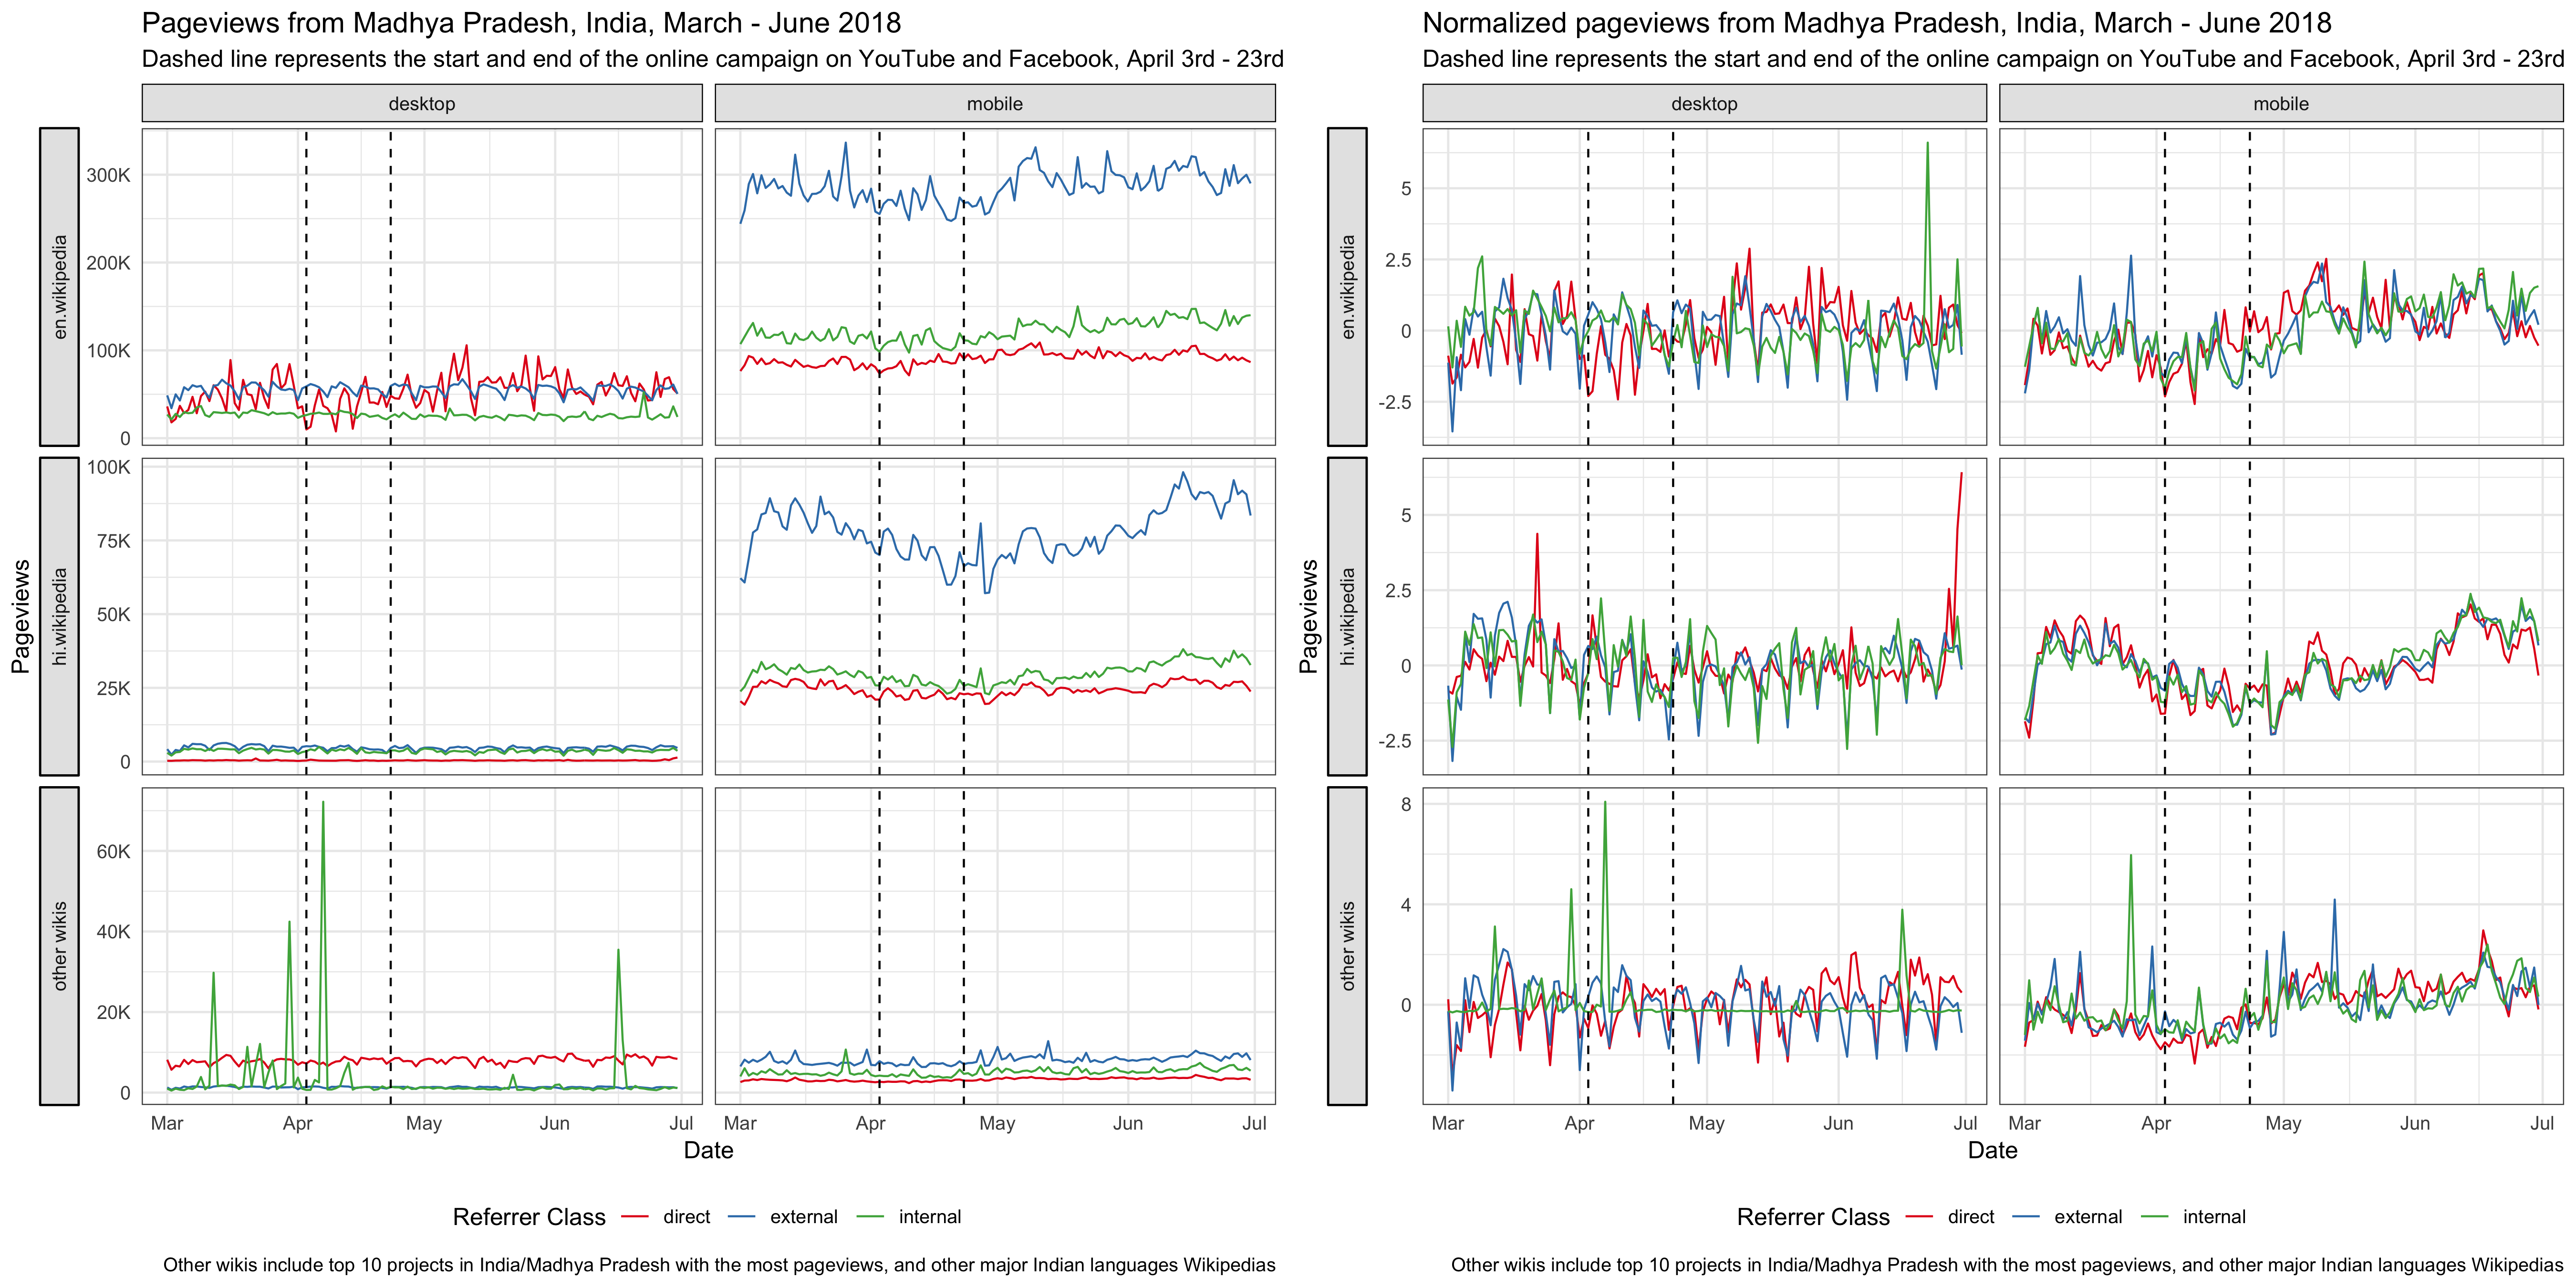 Pageviews from Madhya Pradesh, India, March - June 2018
Dashed line represents the start and end of the online campaign on YouTube and Facebook, April 3rd - 23rd
desktop
mobile
Pageviews
en.wikipedia
300K
200K
100K
0
hi.wikipedia
100K
75K
50K
25K
0
other wikis
60K
40K
20K
0
Mar Apr May Jun Jul
Mar Apr May Jun Jul
Date
Referrer Class direct external internal
Other wikis include top 10 projects in India/Madhya Pradesh with the most pageviews, and other major Indian languages Wikipedias
Normalized pageviews from Madhya Pradesh, India, March - June 2018
Dashed line represents the start and end of the online campaign on YouTube and Facebook, April 3rd - 23rd
desktop
mobile
Pageviews
en.wikipedia
5
2.5
0
-2.5
hi.wikipedia
5
2.5
0
-2.5
other wikis
8
4
0
Mar Apr May Jun Jul
Mar Apr May Jun Jul
Date
Referrer Class direct external internal
Other wikis include top 10 projects in India/Madhya Pradesh with the most pageviews, and other major Indian languages Wikipedias